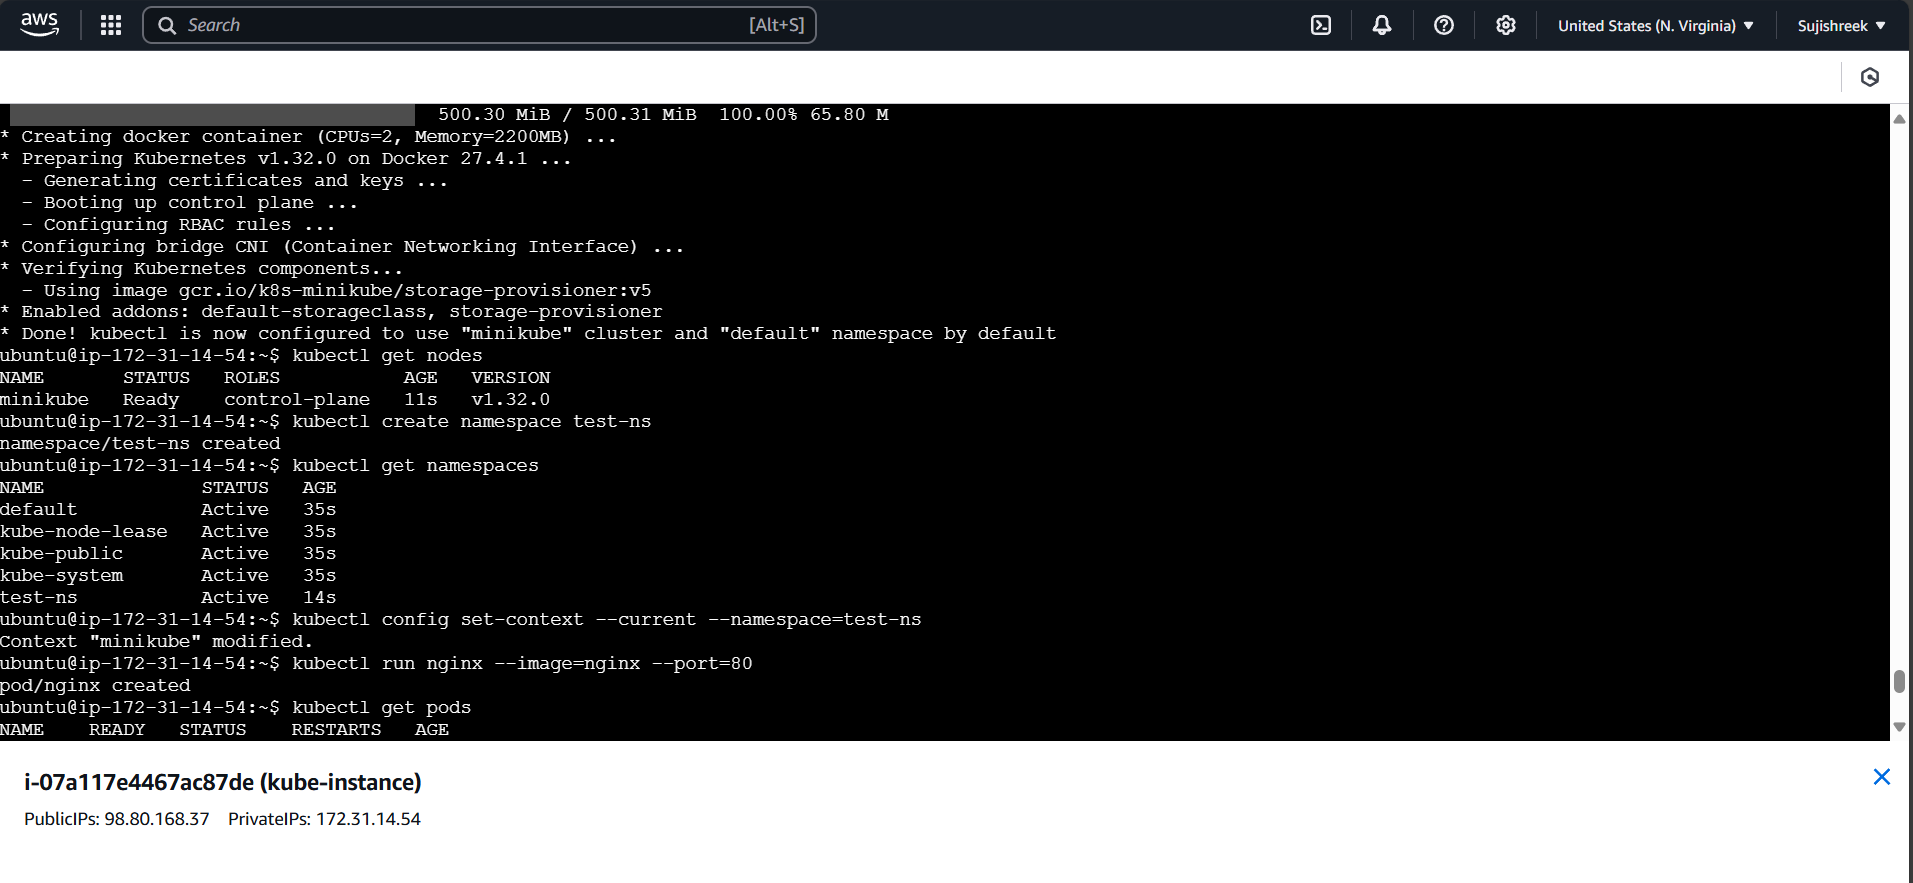 aws
Search [Alt+S]
United States (N. Virginia) ▼
Sujishreek ▼
500.30 MiB / 500.31 MiB  100.00% 65.80 M
* Creating docker container (CPUs=2, Memory=2200MB) ...
* Preparing Kubernetes v1.32.0 on Docker 27.4.1 ...
  - Generating certificates and keys ...
  - Booting up control plane ...
  - Configuring RBAC rules ...
* Configuring bridge CNI (Container Networking Interface) ...
* Verifying Kubernetes components...
  - Using image gcr.io/k8s-minikube/storage-provisioner:v5
* Enabled addons: default-storageclass, storage-provisioner
* Done! kubectl is now configured to use "minikube" cluster and "default" namespace by default
ubuntu@ip-172-31-14-54:~$ kubectl get nodes
NAME       STATUS   ROLES           AGE   VERSION
minikube   Ready    control-plane   11s   v1.32.0
ubuntu@ip-172-31-14-54:~$ kubectl create namespace test-ns
namespace/test-ns created
ubuntu@ip-172-31-14-54:~$ kubectl get namespaces
NAME              STATUS   AGE
default           Active   35s
kube-node-lease   Active   35s
kube-public       Active   35s
kube-system       Active   35s
test-ns           Active   14s
ubuntu@ip-172-31-14-54:~$ kubectl config set-context --current --namespace=test-ns
Context "minikube" modified.
ubuntu@ip-172-31-14-54:~$ kubectl run nginx --image=nginx --port=80
pod/nginx created
ubuntu@ip-172-31-14-54:~$ kubectl get pods
NAME    READY   STATUS    RESTARTS   AGE
i-07a117e4467ac87de (kube-instance)
PublicIPs: 98.80.168.37    PrivateIPs: 172.31.14.54